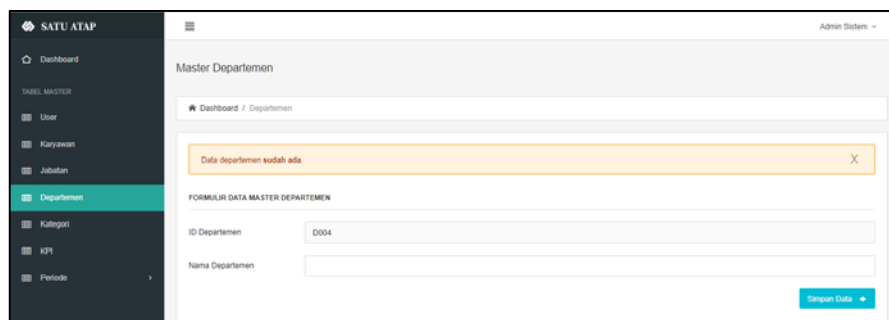 SATU ATAP
Admin Sistem
Dashboard
TABEL MASTER
User
Karyawan
Jabatan
Departemen
Kategori
KPI
Periode
Master Departemen
Dashboard / Departemen
Data departemen sudah ada
X
FORMULIR DATA MASTER DEPARTEMEN
ID Departemen D004
Nama Departemen
Simpan Data